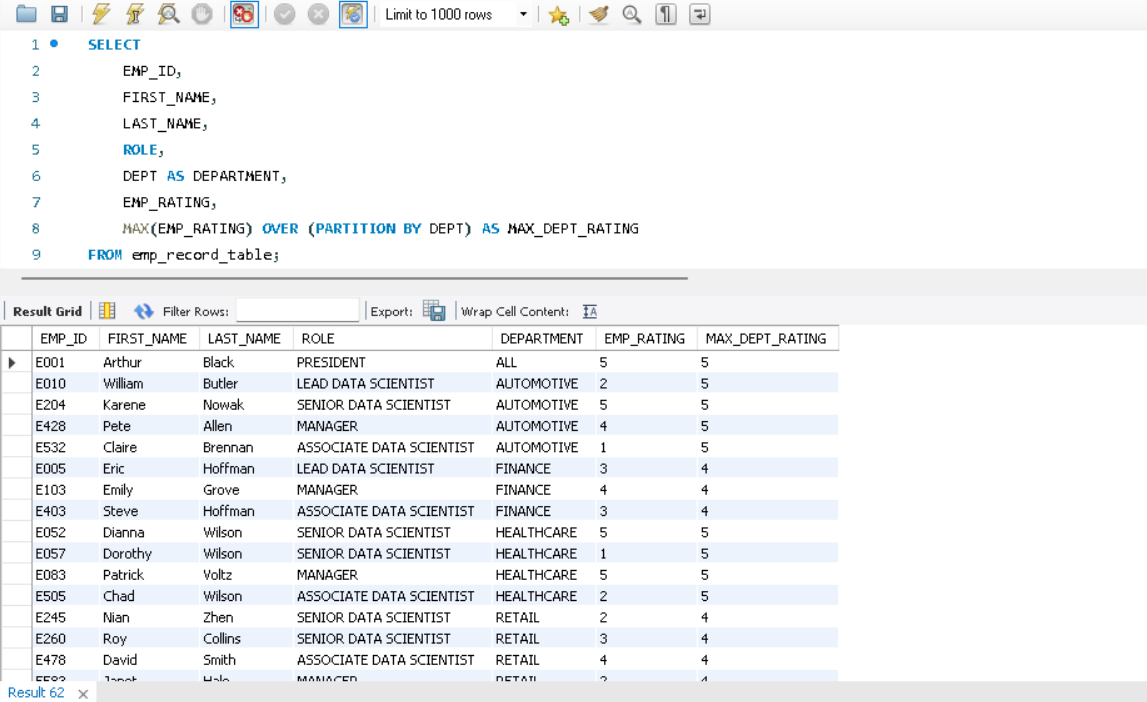 Limit to 1000 rows
1 SELECT
2 EMP_ID,
3 FIRST_NAME,
4 LAST_NAME,
5 ROLE,
6 DEPT AS DEPARTMENT,
7 EMP_RATING,
8 MAX(EMP_RATING) OVER (PARTITION BY DEPT) AS MAX_DEPT_RATING
9 FROM emp_record_table;
Result Grid Filter Rows: Export: Wrap Cell Content:
EMP_ID FIRST_NAME LAST_NAME ROLE DEPARTMENT EMP_RATING MAX_DEPT_RATING
E001 Arthur Black PRESIDENT ALL 5 5
E010 William Butler LEAD DATA SCIENTIST AUTOMOTIVE 2 5
E204 Karene Nowak SENIOR DATA SCIENTIST AUTOMOTIVE 5 5
E428 Pete Allen MANAGER AUTOMOTIVE 4 5
E532 Claire Brennan ASSOCIATE DATA SCIENTIST AUTOMOTIVE 1 5
E005 Eric Hoffman LEAD DATA SCIENTIST FINANCE 3 4
E103 Emily Grove MANAGER FINANCE 4 4
E403 Steve Hoffman ASSOCIATE DATA SCIENTIST FINANCE 3 4
E052 Dianna Wilson SENIOR DATA SCIENTIST HEALTHCARE 5 5
E057 Dorothy Wilson SENIOR DATA SCIENTIST HEALTHCARE 1 5
E083 Patrick Voltz MANAGER HEALTHCARE 5 5
E505 Chad Wilson ASSOCIATE DATA SCIENTIST HEALTHCARE 2 5
E245 Nian Zhen SENIOR DATA SCIENTIST RETAIL 2 4
E260 Roy Collins SENIOR DATA SCIENTIST RETAIL 3 4
E478 David Smith ASSOCIATE DATA SCIENTIST RETAIL 4 4
Janet Hale MANAGER RETAIL 4
Result 62